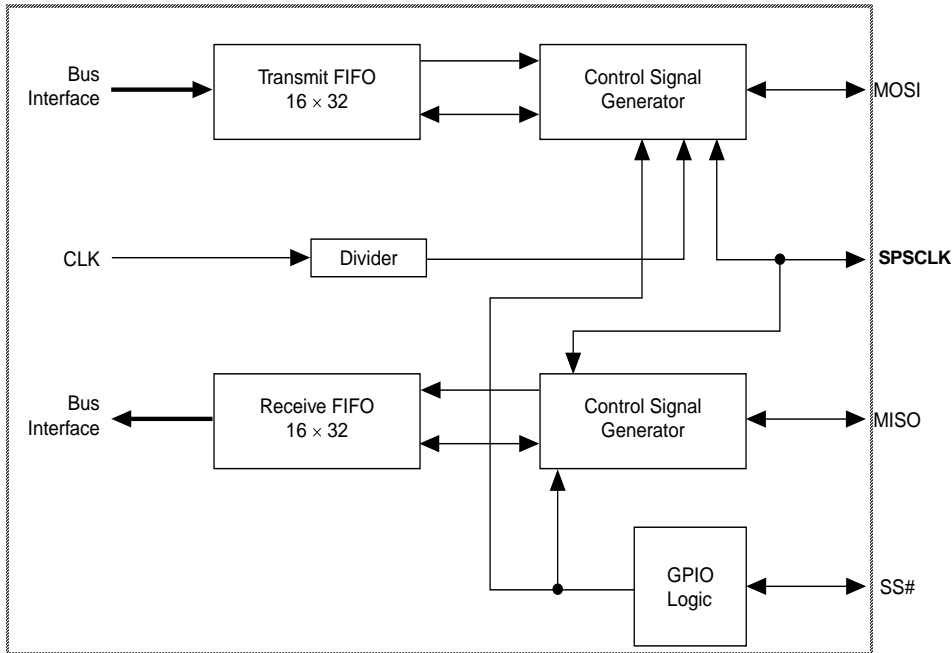 Bus
Interface
Transmit FIFO
16 × 32
Control Signal
Generator
MOSI
CLK
Divider
SPSCLK
Bus
Interface
Receive FIFO
16 × 32
Control Signal
Generator
MISO
GPIO
Logic
SS#